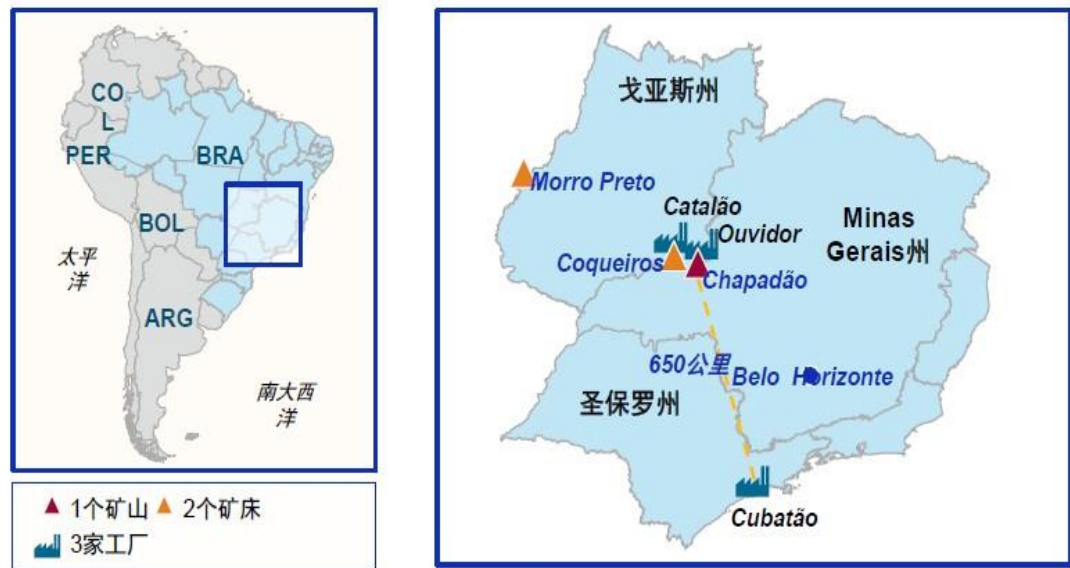 CO
L
PER
BRA
BOL
太平
洋
ARG
南大西
洋
1个矿山
2个矿床
3家工厂
戈亚斯州
Morro Preto
Catalão
Ouvidor
Minas
Gerais州
Coqueiros
Chapadão
650公里
Belo Horizonte
圣保罗州
Cubatão